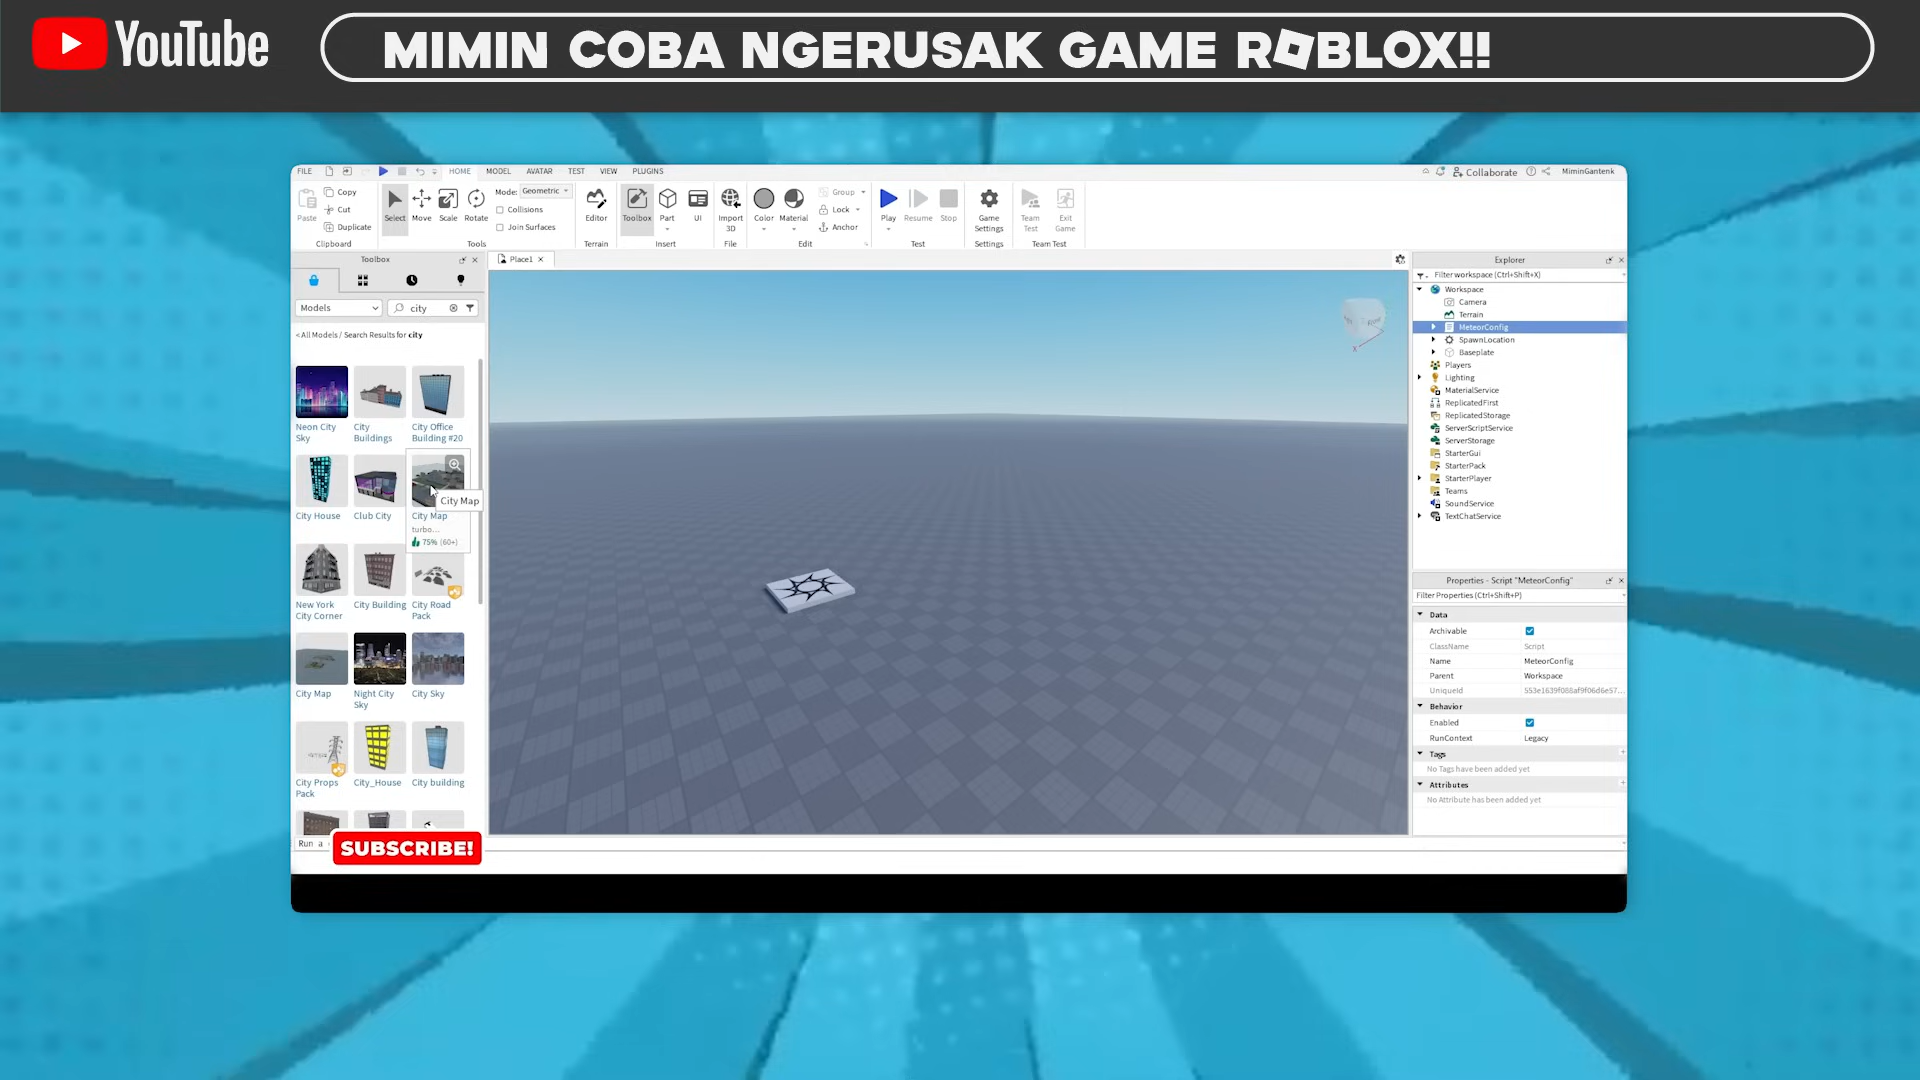 YouTube
MIMIN COBA NGERUSAK GAME ROBLOX!!
FILE HOME MODEL AVATAR TEST VIEW PLUGINS
Collaborate MiminGantenk
Paste Copy Cut Duplicate Clipboard
Select Move Scale Rotate Mode: Geometric Collisions Join Surfaces Tools
Editor Terrain
Toolbox Part UI Insert
Import 3D File
Color Material Group Lock Anchor Edit
Play Resume Stop Test
Game Settings Settings
Team Test Exit Game Team Test
Toolbox
Models city
< All Models / Search Results for city
Neon City Sky
City Buildings
City Office Building #20
City House
Club City
City Map
City Map
turbo...
75% (60+)
New York City Corner
City Building
City Road Pack
City Map
Night City Sky
City Sky
City Props Pack
City_House
City building
Run a
SUBSCRIBE!
Place1
Explorer
Filter workspace (Ctrl+Shift+X)
Workspace
Camera
Terrain
MeteorConfig
SpawnLocation
Baseplate
Players
Lighting
MaterialService
ReplicatedFirst
ReplicatedStorage
ServerScriptService
ServerStorage
StarterGui
StarterPack
StarterPlayer
Teams
SoundService
TextChatService
Properties - Script "MeteorConfig"
Filter Properties (Ctrl+Shift+P)
Data
Archivable
ClassName Script
Name MeteorConfig
Parent Workspace
UniqueId 553e1639f088af9f06d6e57...
Behavior
Enabled
RunContext Legacy
Tags
No Tags have been added yet
Attributes
No Attribute has been added yet